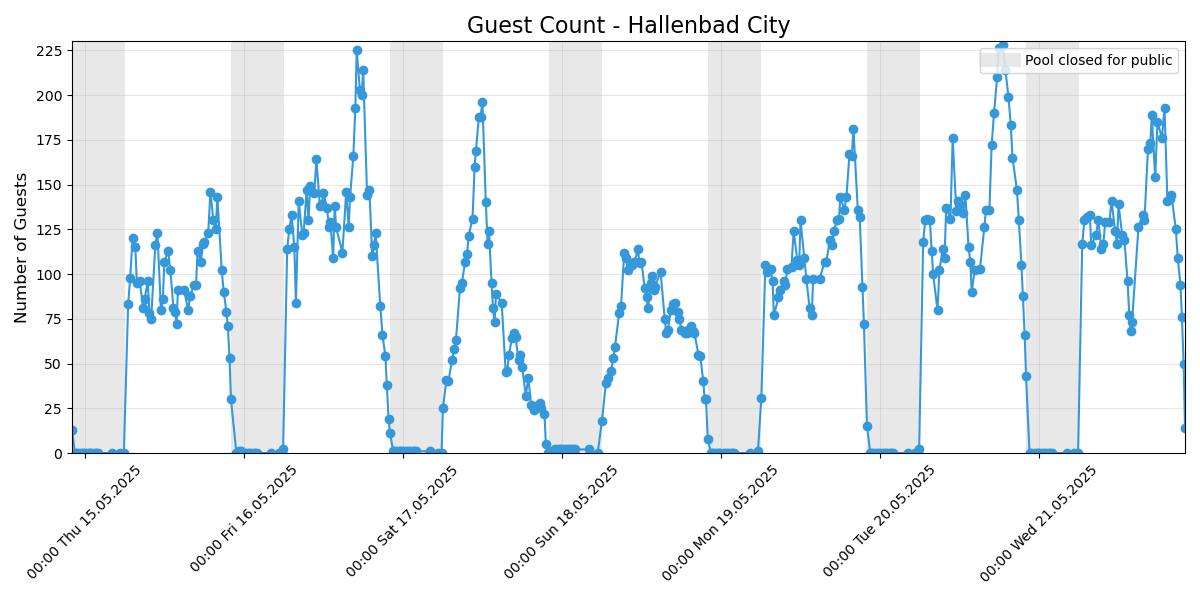 Guest Count - Hallenbad City
Number of Guests
225
200
175
150
125
100
75
50
25
0
Pool closed for public
00:00 Thu 15.05.2025
00:00 Fri 16.05.2025
00:00 Sat 17.05.2025
00:00 Sun 18.05.2025
00:00 Mon 19.05.2025
00:00 Tue 20.05.2025
00:00 Wed 21.05.2025